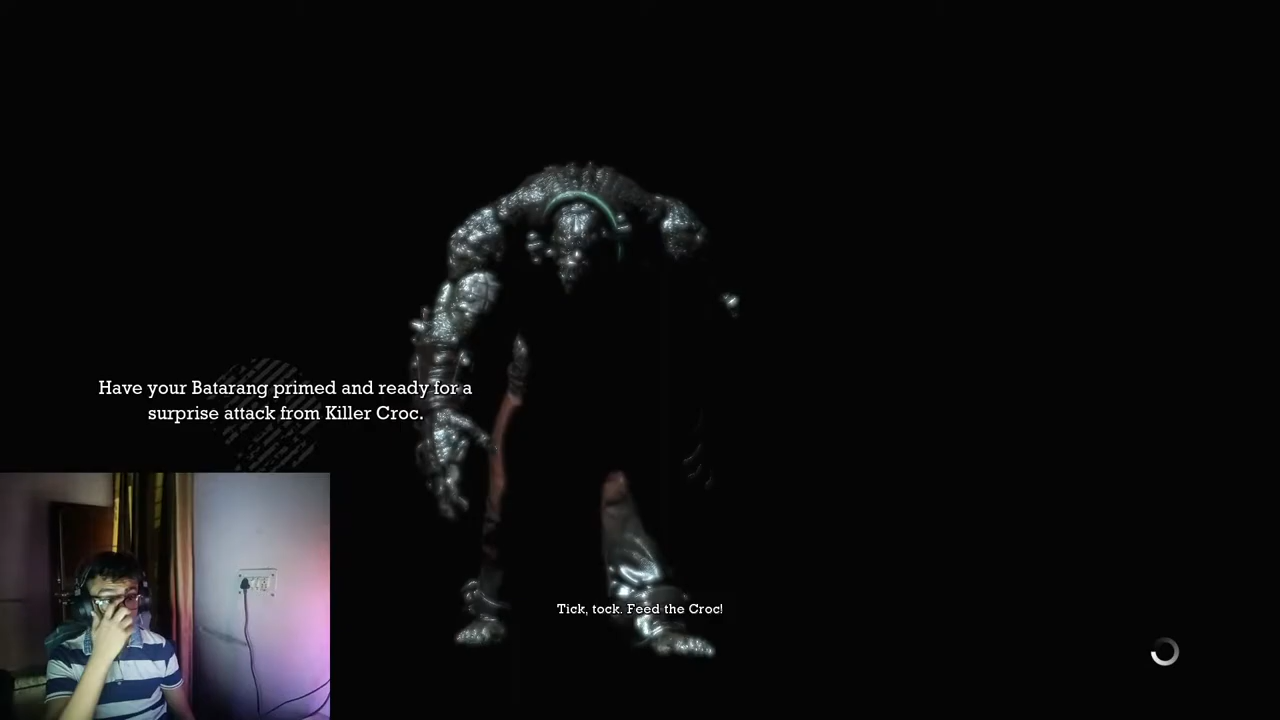 Have your Batarang primed and ready for a
surprise attack from Killer Croc.
Tick, tock. Feed the Croc!